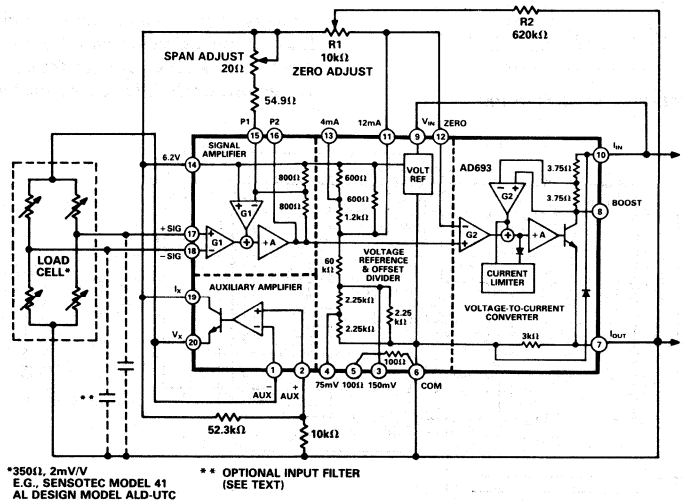 R2
620kΩ
R1
10kΩ
ZERO ADJUST
SPAN ADJUST
20Ω
54.9Ω
P1 P2 4mA 12mA VIN ZERO
15 16 13 11 9 12
SIGNAL
AMPLIFIER
6.2V
14
800Ω
800Ω
G1
600Ω
600Ω
1.2kΩ
VOLT
REF
AD693
3.75Ω
3.75Ω
G2
10
IIN
8
BOOST
+ SIG
17
− SIG
18
G1
+
÷ A
G2
+
÷ A
CURRENT
LIMITER
LOAD
CELL*
VOLTAGE
REFERENCE
& OFFSET
DIVIDER
60
kΩ
AUXILIARY AMPLIFIER
IX
19
VX
20
− +
2.25kΩ
2.25kΩ
2.25
kΩ
VOLTAGE-TO-CURRENT
CONVERTER
3kΩ
7
IOUT
100Ω
1 2 4 5 3 6
− +
AUX AUX
75mV 100Ω 150mV
COM
* *
52.3kΩ
10kΩ
*350Ω, 2mV/V
E.G., SENSOTEC MODEL 41
AL DESIGN MODEL ALD-UTC
* * OPTIONAL INPUT FILTER
(SEE TEXT)